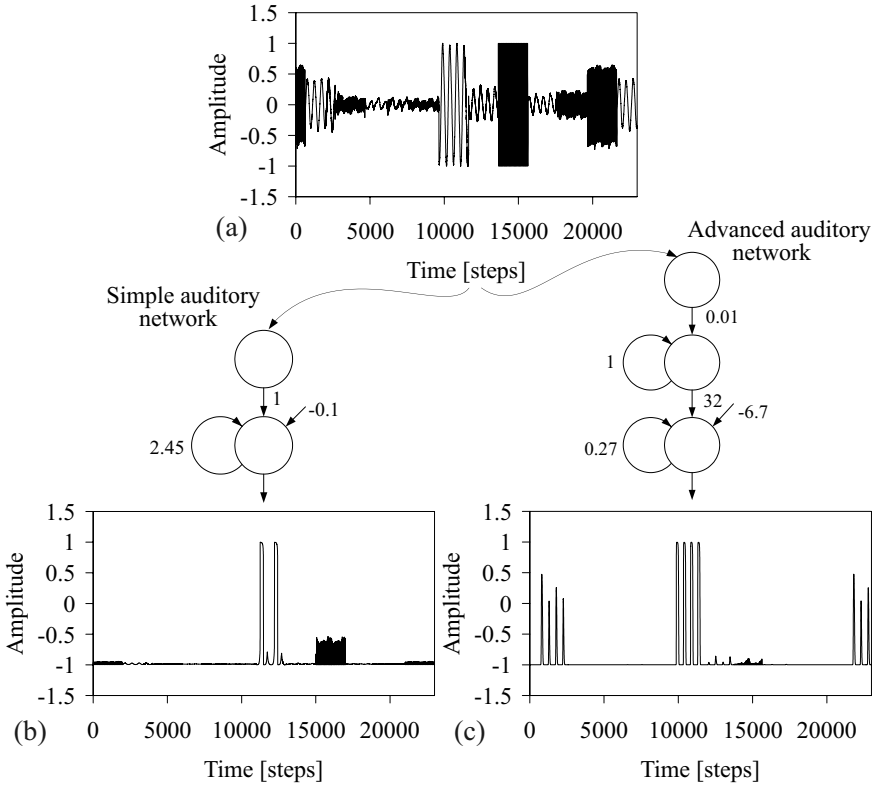 1.5
1
0.5
0
-0.5
-1
-1.5
Amplitude
(a)
0 5000 10000 15000 20000
Time [steps]
Advanced auditory
network
Simple auditory
network
0.01
1
1
32
-0.1
-6.7
2.45
0.27
1.5
1
0.5
0
-0.5
-1
-1.5
Amplitude
(b)
0 5000 10000 15000 20000
Time [steps]
1.5
1
0.5
0
-0.5
-1
-1.5
Amplitude
(c)
0 5000 10000 15000 20000
Time [steps]